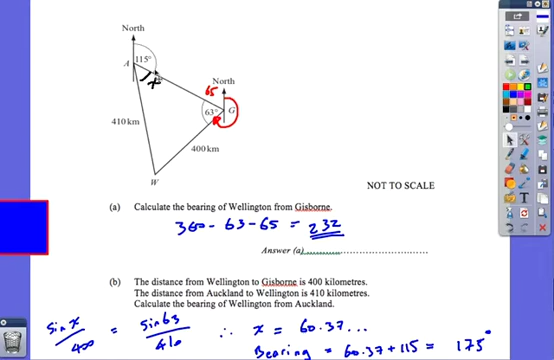 North
A 115°
x
North
65
63° G
410 km
400 km
W
NOT TO SCALE
(a) Calculate the bearing of Wellington from Gisborne.
360 - 63 - 65 = 232
Answer (a)
(b) The distance from Wellington to Gisborne is 400 kilometres.
The distance from Auckland to Wellington is 410 kilometres.
Calculate the bearing of Wellington from Auckland.
sin x / 400 = sin 63 / 410 ∴ x = 60.37...
Bearing = 60.37 + 115 = 175°